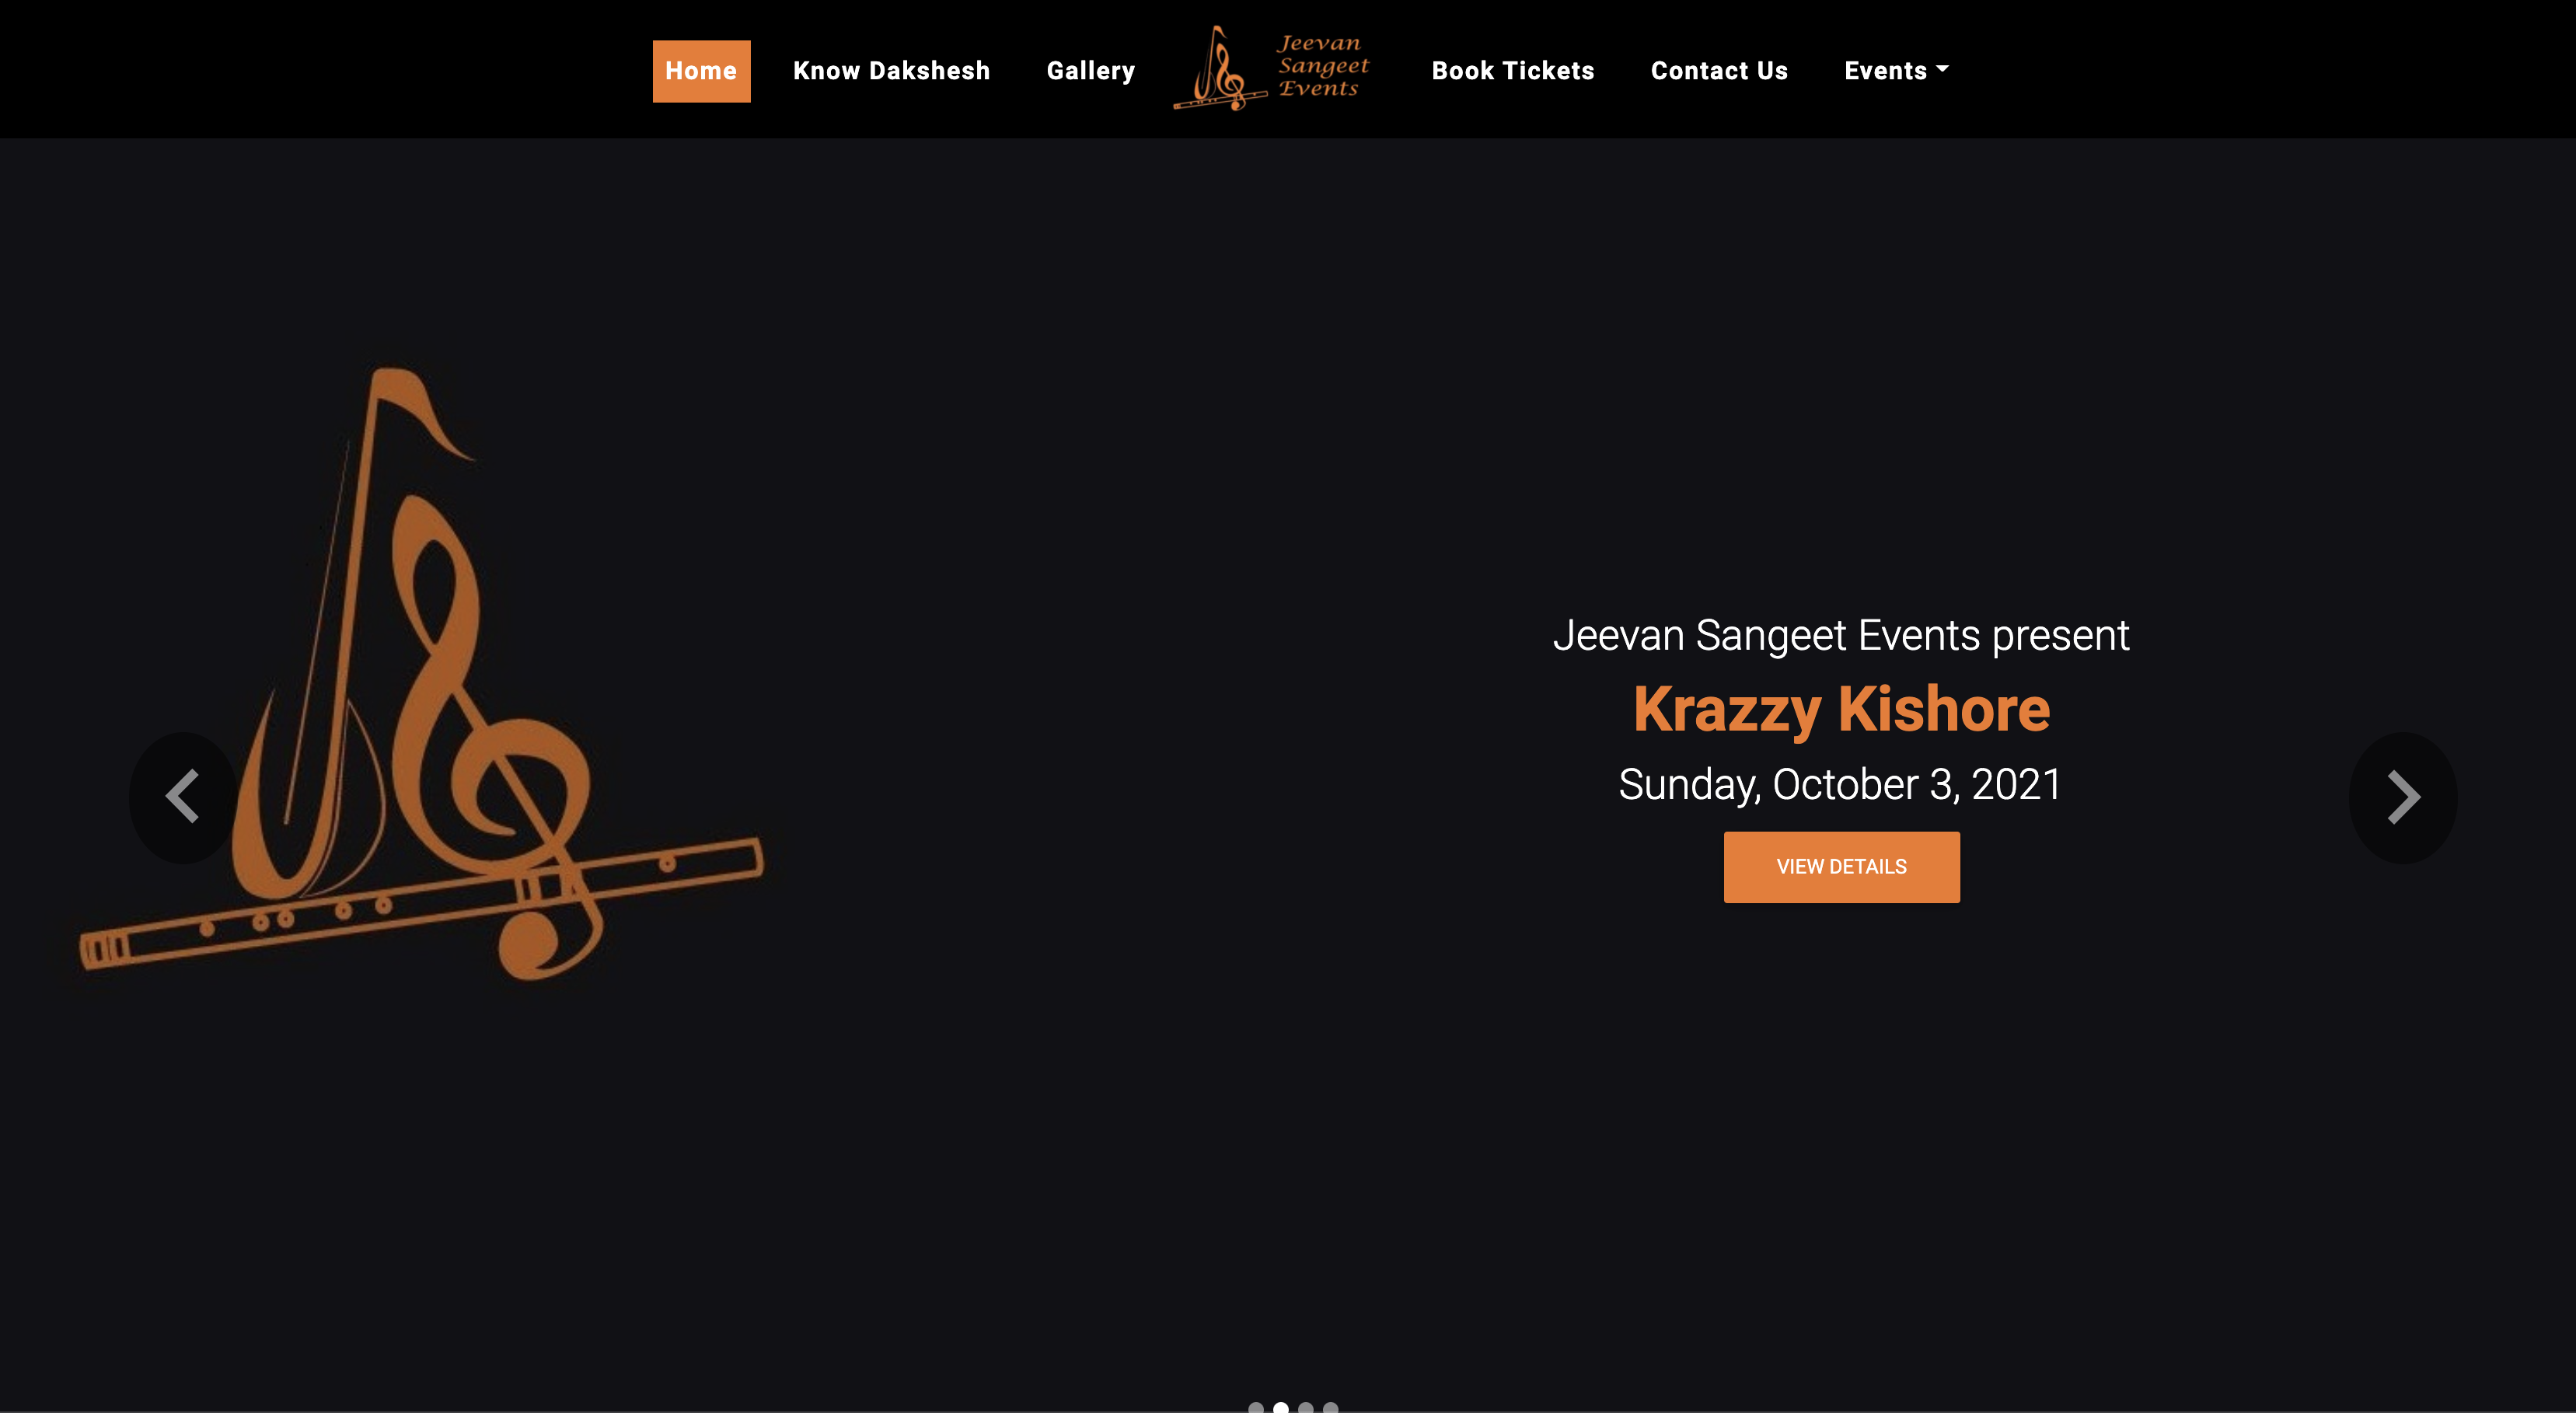 Home
Know Dakshesh
Gallery
Jeevan
Sangeet
Events
Book Tickets
Contact Us
Events
Jeevan Sangeet Events present
Krazzy Kishore
Sunday, October 3, 2021
VIEW DETAILS